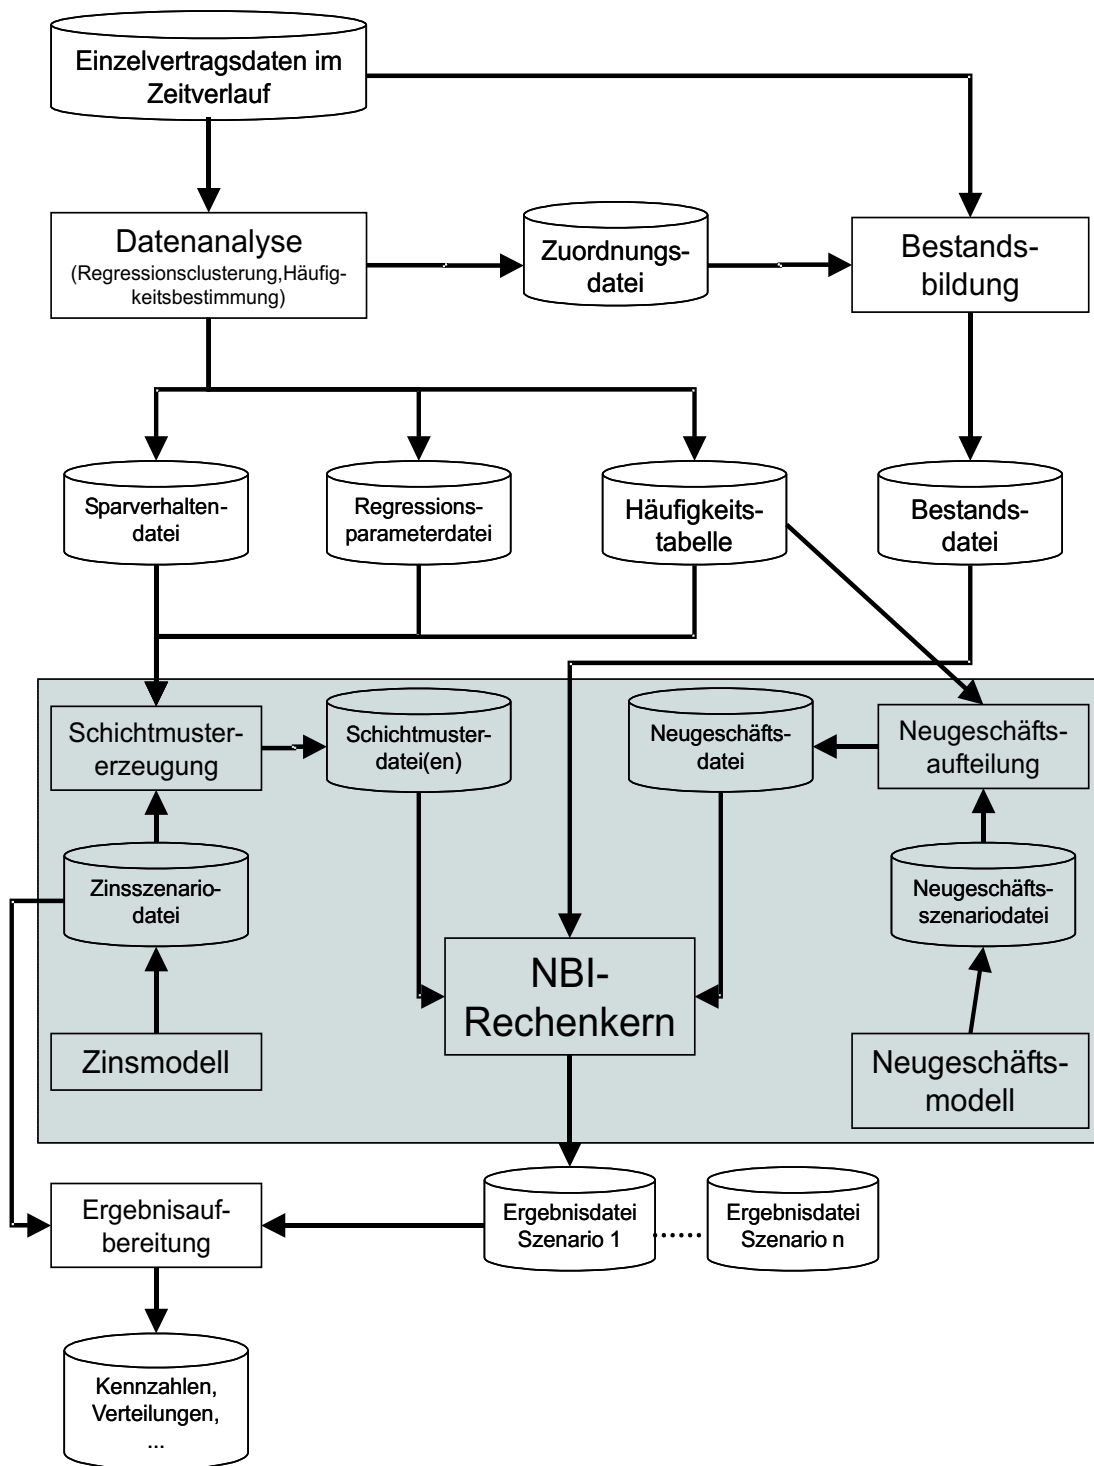 Einzelvertragsdaten im
Zeitverlauf
Datenanalyse
(Regressionsclusterung,Häufig-
keitsbestimmung)
Zuordnungs-
datei
Bestands-
bildung
Sparverhalten-
datei
Regressions-
parameterdatei
Häufigkeits-
tabelle
Bestands-
datei
Schichtmuster-
erzeugung
Schichtmuster-
datei(en)
Neugeschäfts-
datei
Neugeschäfts-
aufteilung
Zinsszenario-
datei
Neugeschäfts-
szenariodatei
NBI-
Rechenkern
Zinsmodell
Neugeschäfts-
modell
Ergebnisauf-
bereitung
Ergebnisdatei
Szenario 1
......
Ergebnisdatei
Szenario n
Kennzahlen,
Verteilungen,
...